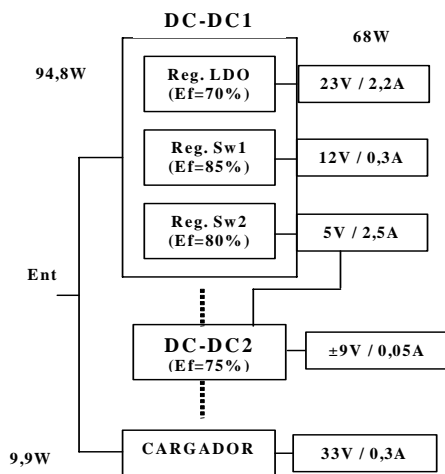 DC-DC1
68W
94,8W
Reg. LDO
(Ef=70%)
23V / 2,2A
Reg. Sw1
(Ef=85%)
12V / 0,3A
Reg. Sw2
(Ef=80%)
5V / 2,5A
Ent
DC-DC2
(Ef=75%)
±9V / 0,05A
9,9W
CARGADOR
33V / 0,3A